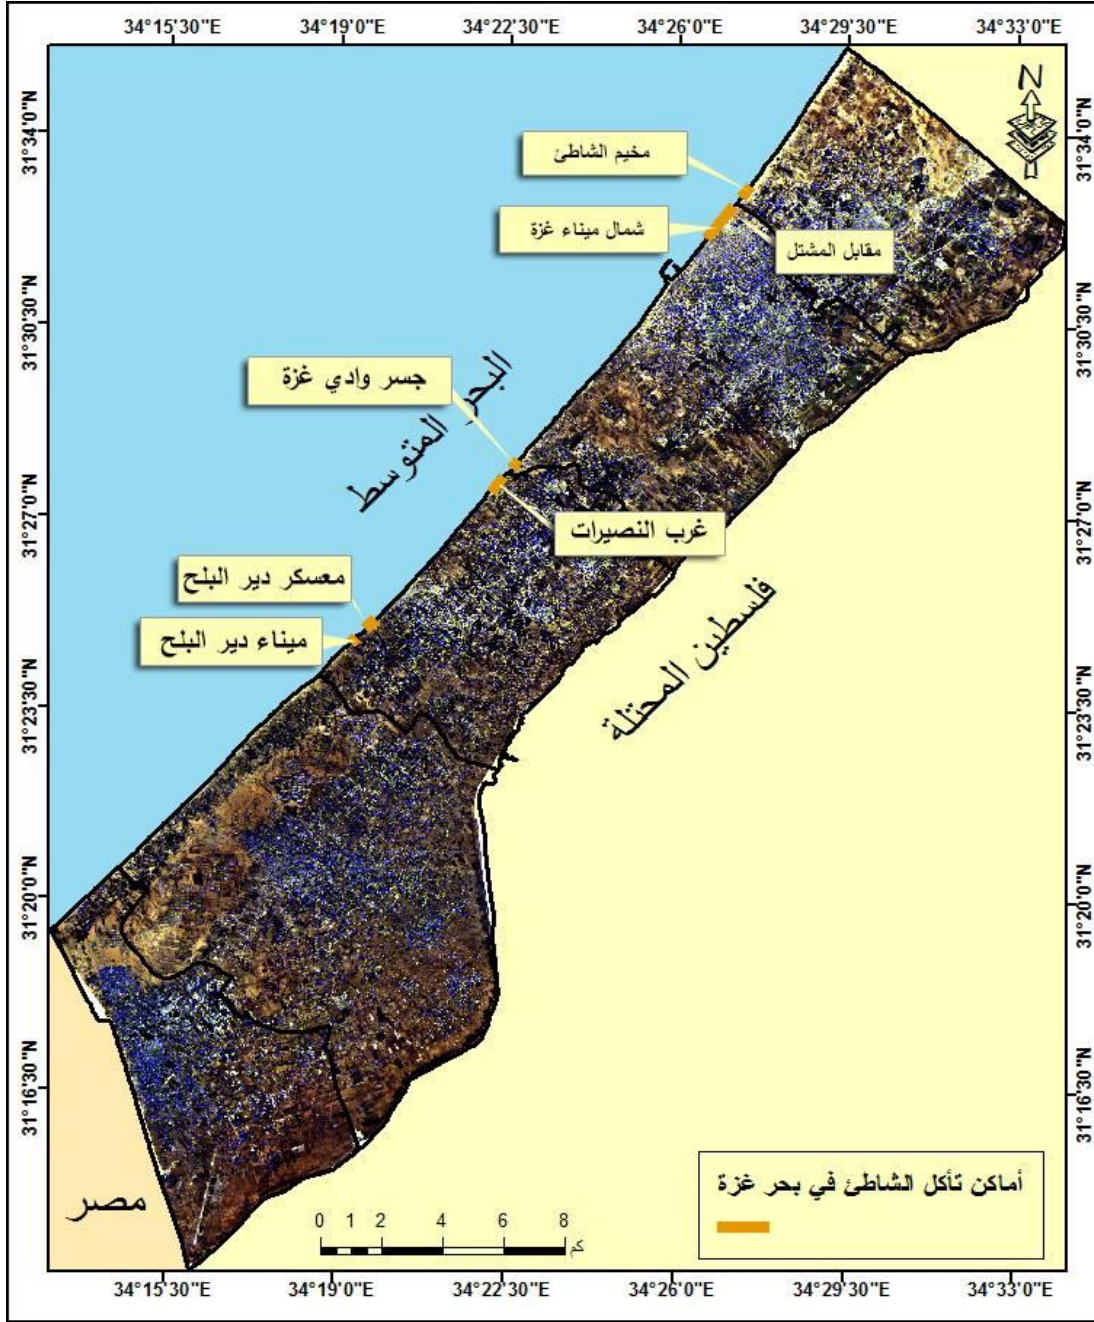 34°15'30"E
34°19'0"E
34°22'30"E
34°26'0"E
34°29'30"E
34°33'0"E
N
31°34'0"N
31°34'0"N
مخيم الشاطئ
شمال ميناء غزة
مقابل المشتل
31°30'30"N
31°30'30"N
جسر وادي غزة
البحر المتوسط
31°27'0"N
31°27'0"N
غرب النصيرات
معسكر دير البلح
ميناء دير البلح
فلسطين المحتلة
31°23'30"N
31°23'30"N
31°20'0"N
31°20'0"N
31°16'30"N
31°16'30"N
أماكن تأكل الشاطئ في بحر غزة
مصر
0 1 2 4 6 8
كم
34°15'30"E
34°19'0"E
34°22'30"E
34°26'0"E
34°29'30"E
34°33'0"E